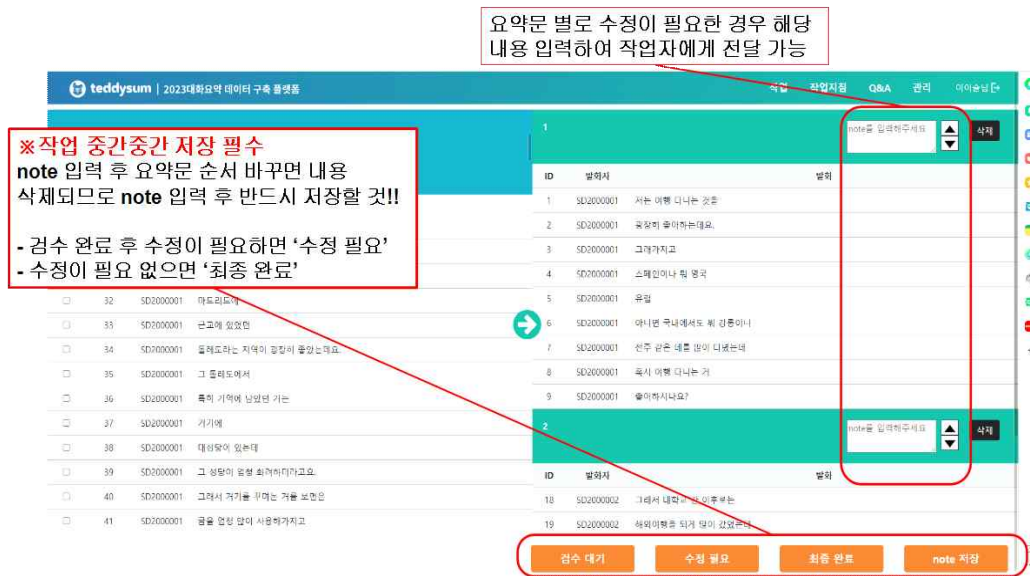 요약문 별로 수정이 필요한 경우 해당
내용 입력하여 작업자에게 전달 가능
teddysum | 2023대화요약 데이터 구축 플랫폼
작업 작업지침 Q&A 관리
※작업 중간중간 저장 필수
note 입력 후 요약문 순서 바꾸면 내용
삭제되므로 note 입력 후 반드시 저장할 것!!
- 검수 완료 후 수정이 필요하면 ‘수정 필요’
- 수정이 필요 없으면 ‘최종 완료’
32 SD2000001 마드리드에
33 SD2000001 근교에 있었던
34 SD2000001 톨레도라는 지역이 굉장히 좋았는데요.
35 SD2000001 그 톨레도에서
36 SD2000001 특히 기억에 남았던 거는
37 SD2000001 거기에
38 SD2000001 대성당이 있는데
39 SD2000001 그 성당이 엄청 화려하더라고요.
40 SD2000001 그래서 거기를 꾸며논 거를 보면은
41 SD2000001 금을 엄청 많이 사용해가지고
1 note를 입력해주세요 삭제
ID 발화자 발화
1 SD2000001 저는 여행 다니는 것을
2 SD2000001 굉장히 좋아하는데요.
3 SD2000001 그래가지고
4 SD2000001 스페인이나 뭐 영국
5 SD2000001 유럽
6 SD2000001 아니면 국내에서도 뭐 강릉이나
7 SD2000001 전주 같은 데를 많이 다녔는데
8 SD2000001 혹시 여행 다니는 거
9 SD2000001 좋아하시나요?
2 note를 입력해주세요 삭제
ID 발화자 발화
18 SD2000002 그래서 대학교 간 이후로는
19 SD2000002 해외여행을 되게 많이 갔었는데
검수 대기 수정 필요 최종 완료 note 저장